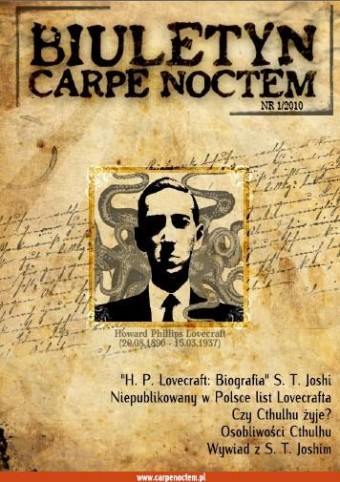 BIULETYN
CARPE NOCTEM
NR 1/2010
Howard Phillips Lovecraft
(20.08.1890 - 15.03.1937)
"H. P. Lovecraft: Biografia" S. T. Joshi
Niepublikowany w Polsce list Lovecrafta
Czy Cthulhu żyje?
Osobliwości Cthulhu
Wywiad z S. T. Joshim
www.carpenoctem.pl